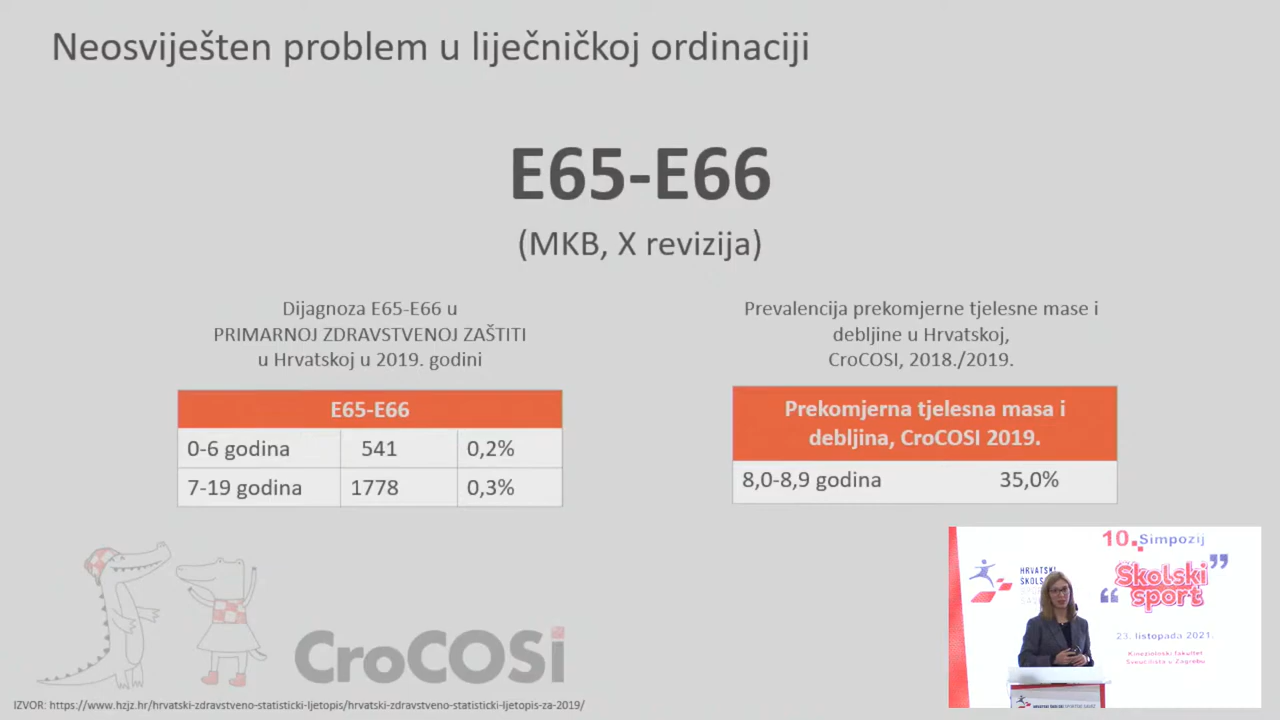 Neosviješten problem u liječničkoj ordinaciji
E65-E66
(MKB, X revizija)
Dijagnoza E65-E66 u
PRIMARNOJ ZDRAVSTVENOJ ZAŠTITI
u Hrvatskoj u 2019. godini
E65-E66
0-6 godina 541 0,2%
7-19 godina 1778 0,3%
Prevalencija prekomjerne tjelesne mase i
debljine u Hrvatskoj,
CroCOSI, 2018./2019.
Prekomjerna tjelesna masa i
debljina, CroCOSI 2019.
8,0-8,9 godina 35,0%
CroCOSi
IZVOR: https://www.hzjz.hr/hrvatski-zdravstveno-statisticki-ljetopis/hrvatski-zdravstveno-statisticki-ljetopis-za-2019/
10. Simpozij
„Školski
sport”
23. listopada 2021.
Kineziološki fakultet
Sveučilišta u Zagrebu
HRVATSKI
HRVATSKI ŠKOLSKI SPORTSKI SAVEZ